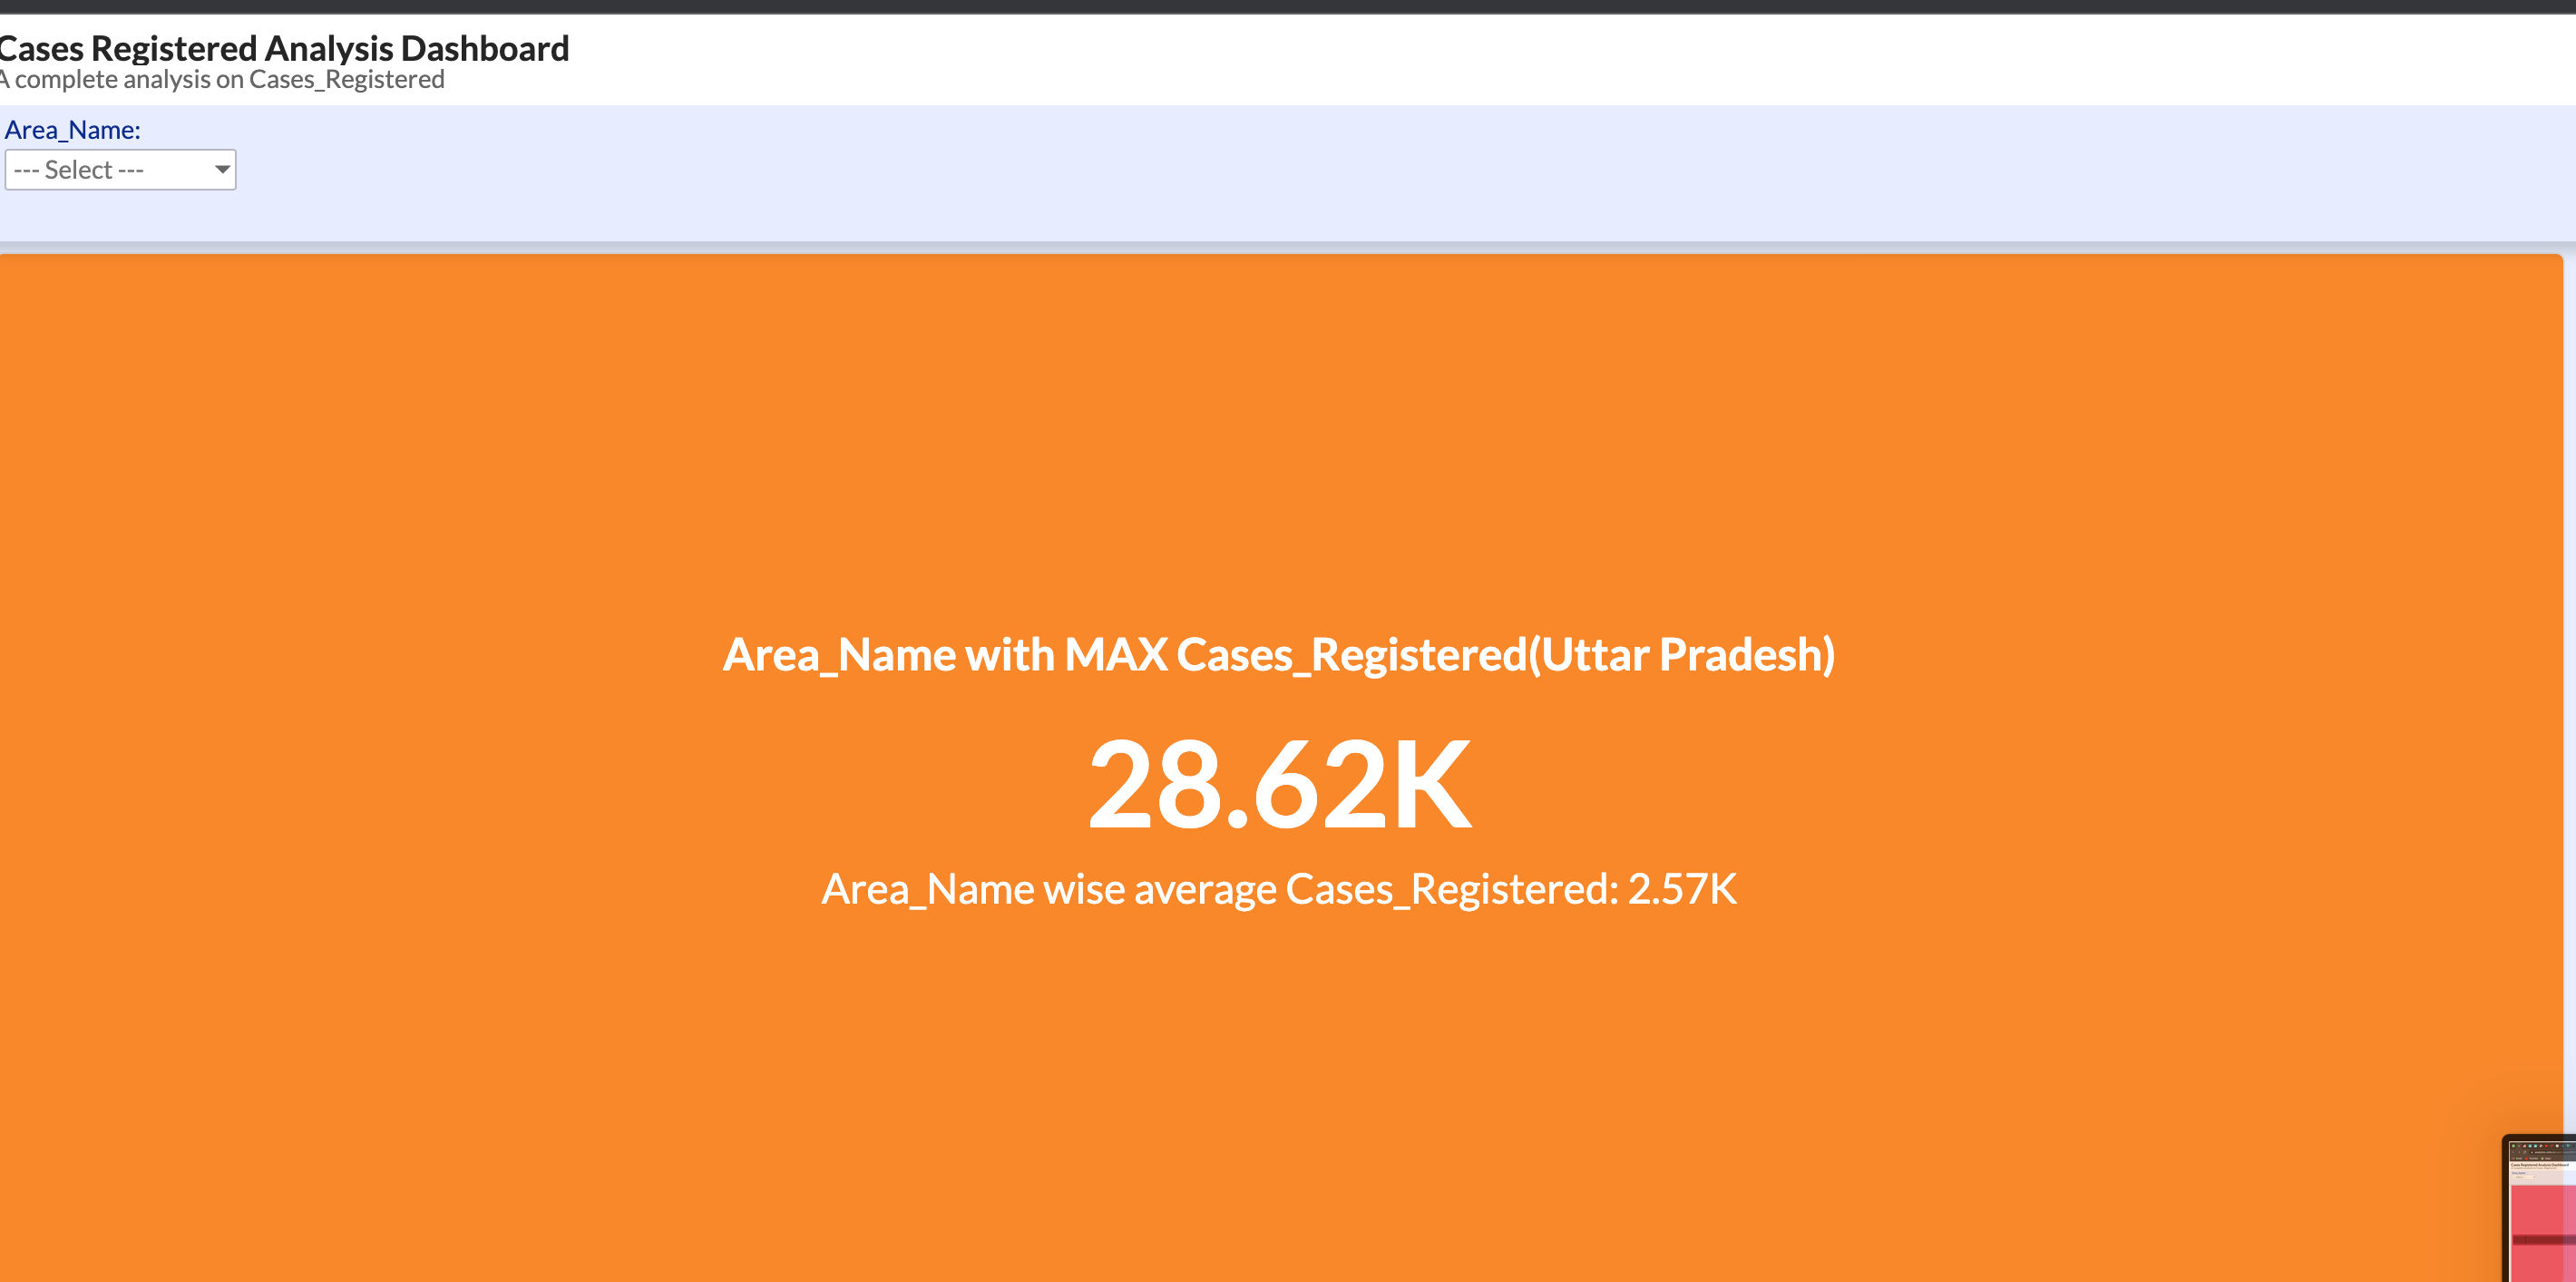 Cases Registered Analysis Dashboard
A complete analysis on Cases_Registered
Area_Name:
--- Select ---
Area_Name with MAX Cases_Registered(Uttar Pradesh)
28.62K
Area_Name wise average Cases_Registered: 2.57K